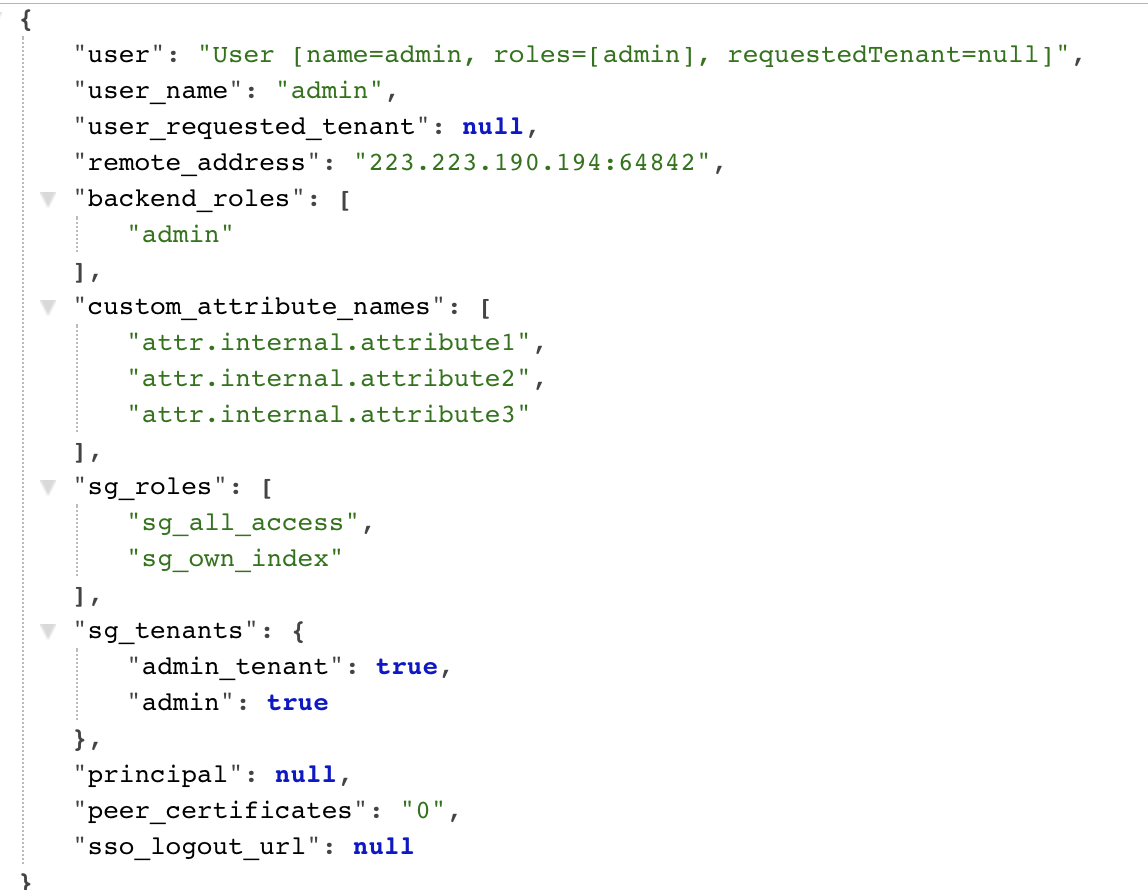 {
"user": "User [name=admin, roles=[admin], requestedTenant=null]",
"user_name": "admin",
"user_requested_tenant": null,
"remote_address": "223.223.190.194:64842",
"backend_roles": [
"admin"
],
"custom_attribute_names": [
"attr.internal.attribute1",
"attr.internal.attribute2",
"attr.internal.attribute3"
],
"sg_roles": [
"sg_all_access",
"sg_own_index"
],
"sg_tenants": {
"admin_tenant": true,
"admin": true
},
"principal": null,
"peer_certificates": "0",
"sso_logout_url": null
}